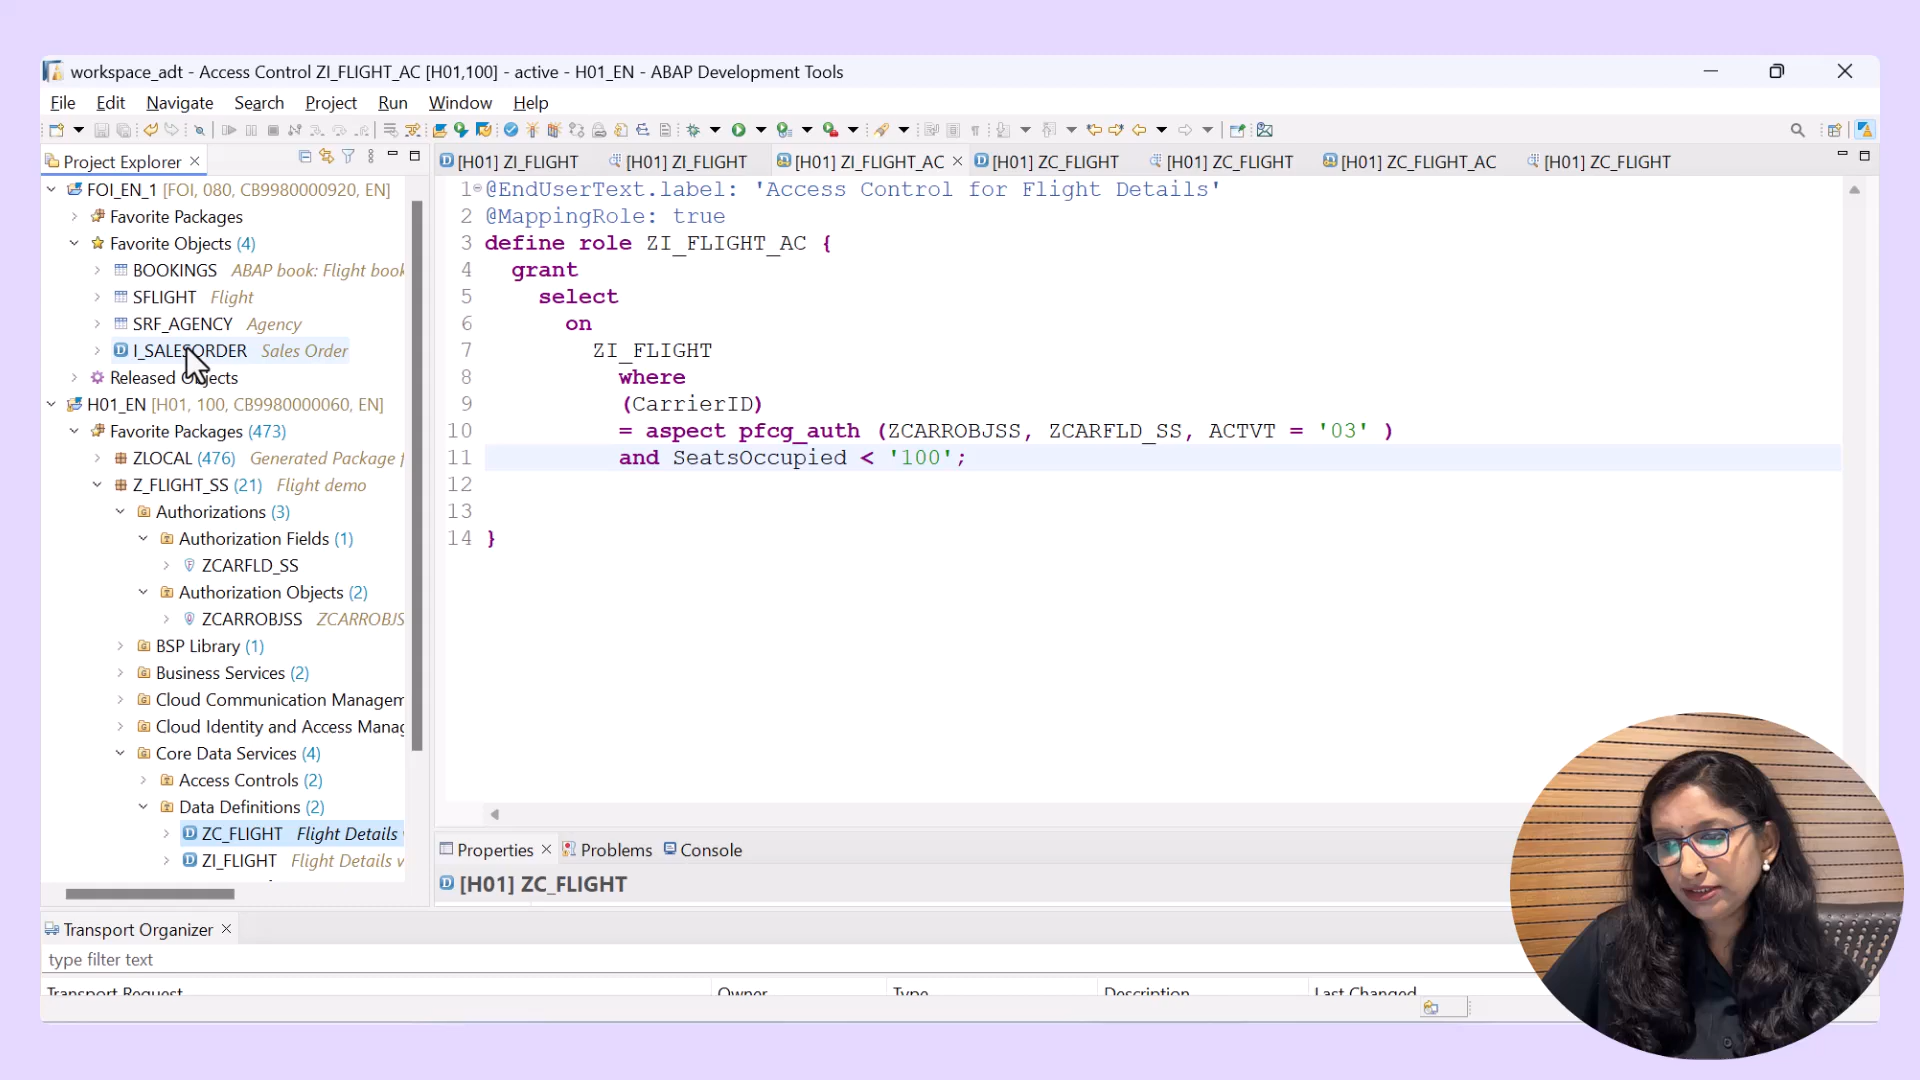 workspace_adt - Access Control ZI_FLIGHT_AC [H01,100] - active - H01_EN - ABAP Development Tools
File Edit Navigate Search Project Run Window Help
Project Explorer
[H01] ZI_FLIGHT [H01] ZI_FLIGHT [H01] ZI_FLIGHT_AC [H01] ZC_FLIGHT [H01] ZC_FLIGHT [H01] ZC_FLIGHT_AC [H01] ZC_FLIGHT
FOI_EN_1 [FOI, 080, CB9980000920, EN]
Favorite Packages
Favorite Objects (4)
BOOKINGS ABAP book: Flight book
SFLIGHT Flight
SRF_AGENCY Agency
I_SALESORDER Sales Order
Released Objects
H01_EN [H01, 100, CB9980000060, EN]
Favorite Packages (473)
ZLOCAL (476) Generated Package f
Z_FLIGHT_SS (21) Flight demo
Authorizations (3)
Authorization Fields (1)
ZCARFLD_SS
Authorization Objects (2)
ZCARROBJSS ZCARROBJS
BSP Library (1)
Business Services (2)
Cloud Communication Managem
Cloud Identity and Access Manag
Core Data Services (4)
Access Controls (2)
Data Definitions (2)
ZC_FLIGHT Flight Details
ZI_FLIGHT Flight Details v
1 @EndUserText.label: 'Access Control for Flight Details'
2 @MappingRole: true
3 define role ZI_FLIGHT_AC {
4 grant
5 select
6 on
7 ZI_FLIGHT
8 where
9 (CarrierID)
10 = aspect pfcg_auth (ZCARROBJSS, ZCARFLD_SS, ACTVT = '03' )
11 and SeatsOccupied < '100';
12
13
14 }
Properties Problems Console
[H01] ZC_FLIGHT
Transport Organizer
type filter text
Transport Request Owner Type Description Last Changed